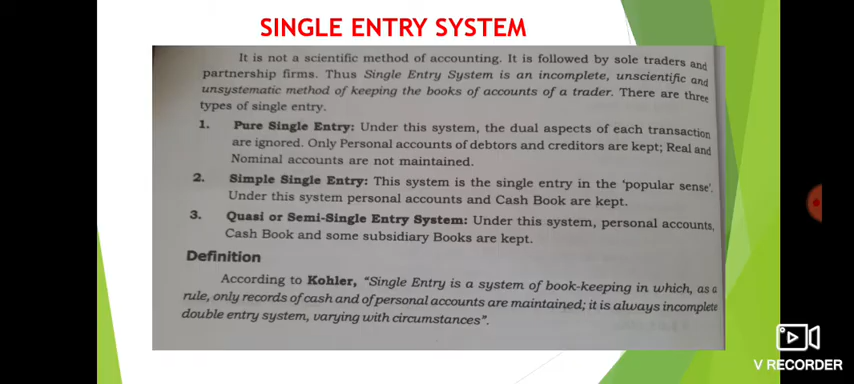 SINGLE ENTRY SYSTEM
It is not a scientific method of accounting. It is followed by sole traders and
partnership firms. Thus Single Entry System is an incomplete, unscientific and
unsystematic method of keeping the books of accounts of a trader. There are three
types of single entry.
1. Pure Single Entry: Under this system, the dual aspects of each transaction
are ignored. Only Personal accounts of debtors and creditors are kept; Real and
Nominal accounts are not maintained.
2. Simple Single Entry: This system is the single entry in the 'popular sense'.
Under this system personal accounts and Cash Book are kept.
3. Quasi or Semi-Single Entry System: Under this system, personal accounts,
Cash Book and some subsidiary Books are kept.
Definition
According to Kohler, "Single Entry is a system of book-keeping in which, as a
rule, only records of cash and of personal accounts are maintained; it is always incomplete
double entry system, varying with circumstances".
V RECORDER